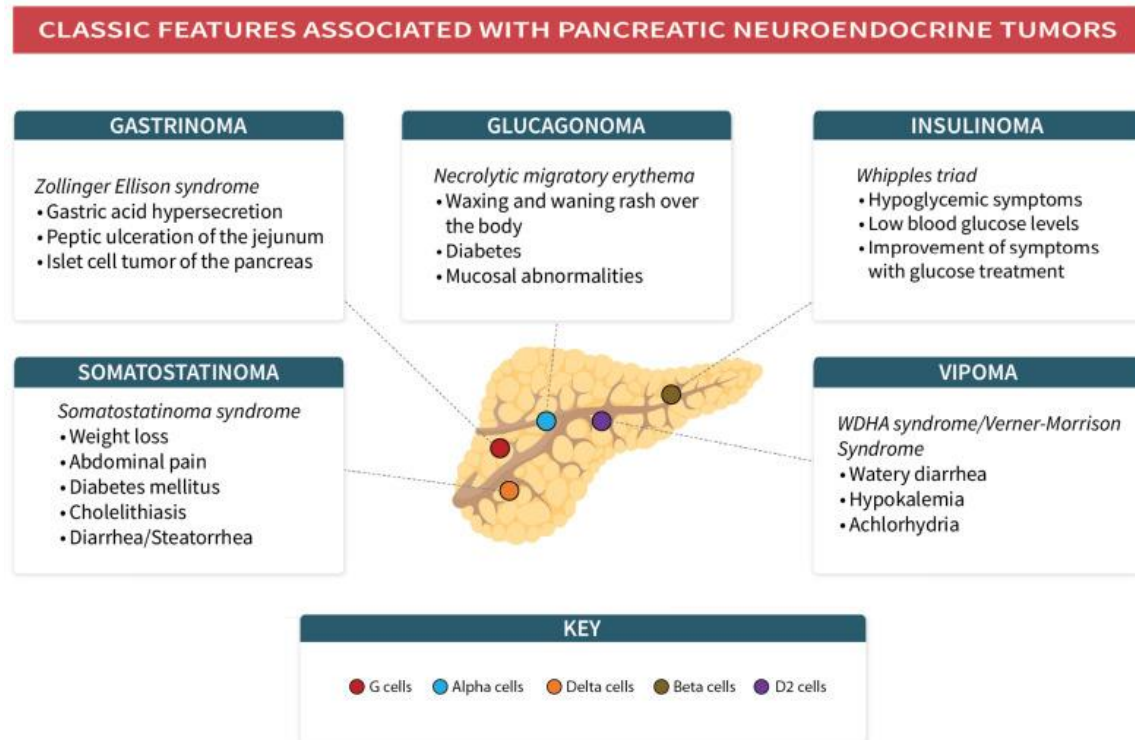 CLASSIC FEATURES ASSOCIATED WITH PANCREATIC NEUROENDOCRINE TUMORS
GASTRINOMA
Zollinger Ellison syndrome
• Gastric acid hypersecretion
• Peptic ulceration of the jejunum
• Islet cell tumor of the pancreas
GLUCAGONOMA
Necrolytic migratory erythema
• Waxing and waning rash over
the body
• Diabetes
• Mucosal abnormalities
INSULINOMA
Whipples triad
• Hypoglycemic symptoms
• Low blood glucose levels
• Improvement of symptoms
with glucose treatment
SOMATOSTATINOMA
Somatostatinoma syndrome
• Weight loss
• Abdominal pain
• Diabetes mellitus
• Cholelithiasis
• Diarrhea/Steatorrhea
VIPOMA
WDHA syndrome/Verner-Morrison
Syndrome
• Watery diarrhea
• Hypokalemia
• Achlorhydria
KEY
G cells Alpha cells Delta cells Beta cells D2 cells